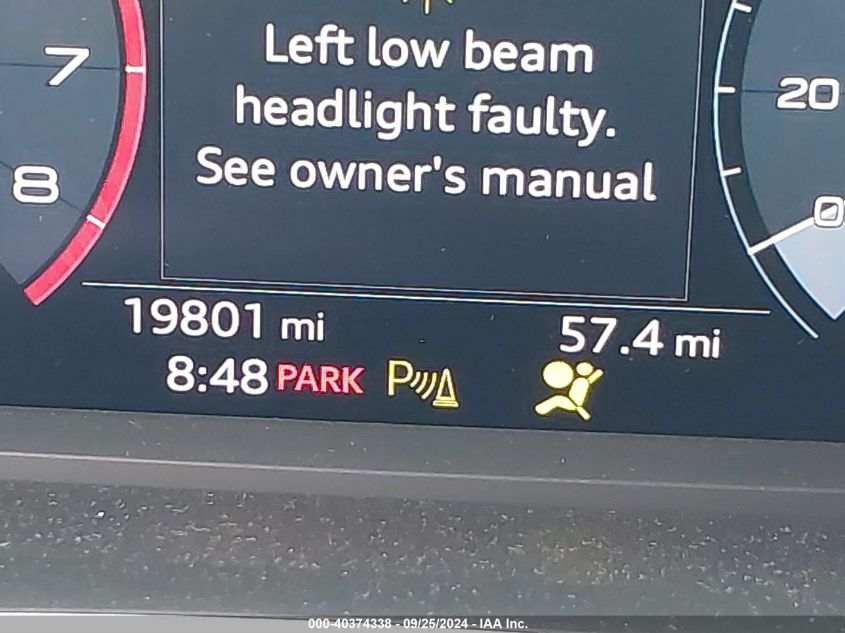 7
8
Left low beam
headlight faulty.
See owner's manual
20
0
19801 mi
57.4 mi
8:48 PARK P
000-40374338 - 09/25/2024 - IAA Inc.